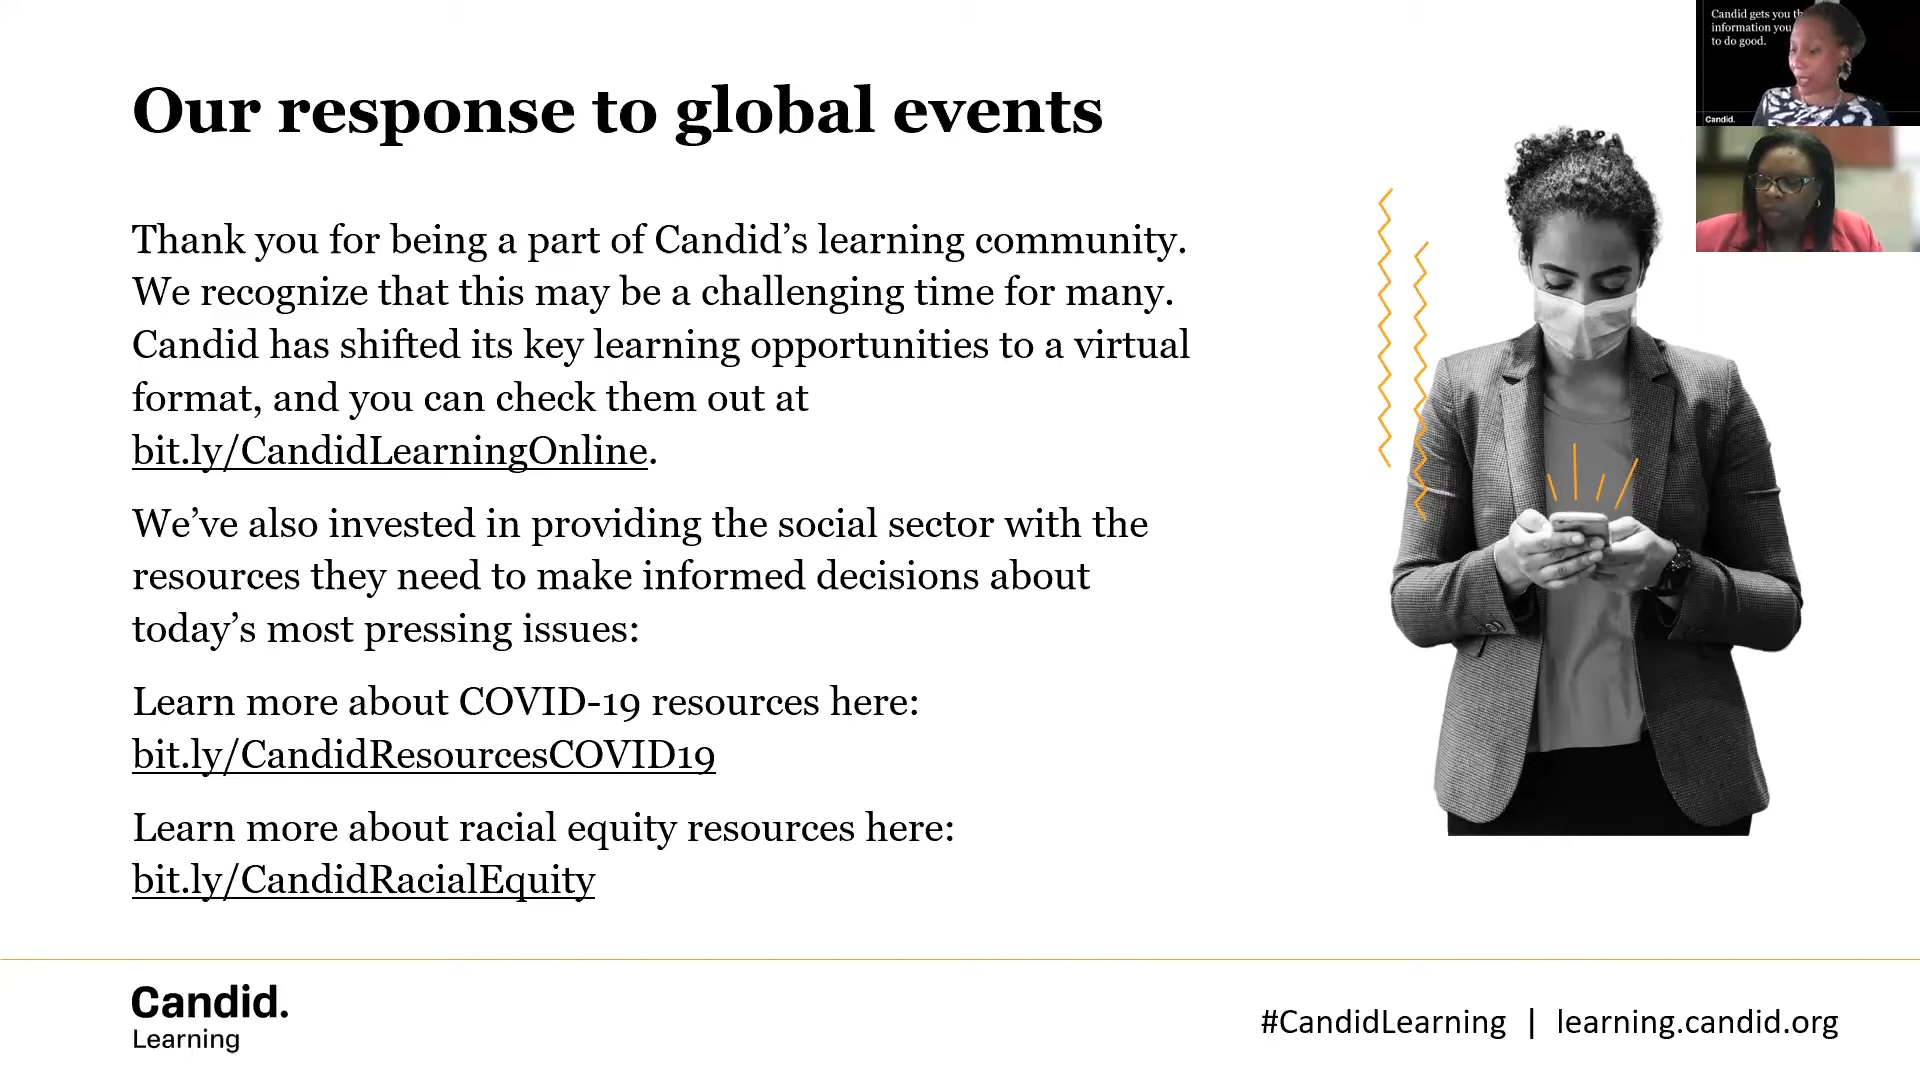 Our response to global events
Thank you for being a part of Candid’s learning community.
We recognize that this may be a challenging time for many.
Candid has shifted its key learning opportunities to a virtual
format, and you can check them out at
bit.ly/CandidLearningOnline.
We’ve also invested in providing the social sector with the
resources they need to make informed decisions about
today’s most pressing issues:
Learn more about COVID-19 resources here:
bit.ly/CandidResourcesCOVID19
Learn more about racial equity resources here:
bit.ly/CandidRacialEquity
Candid gets you
information you
to do good.
Candid.
Candid.
Learning
#CandidLearning | learning.candid.org